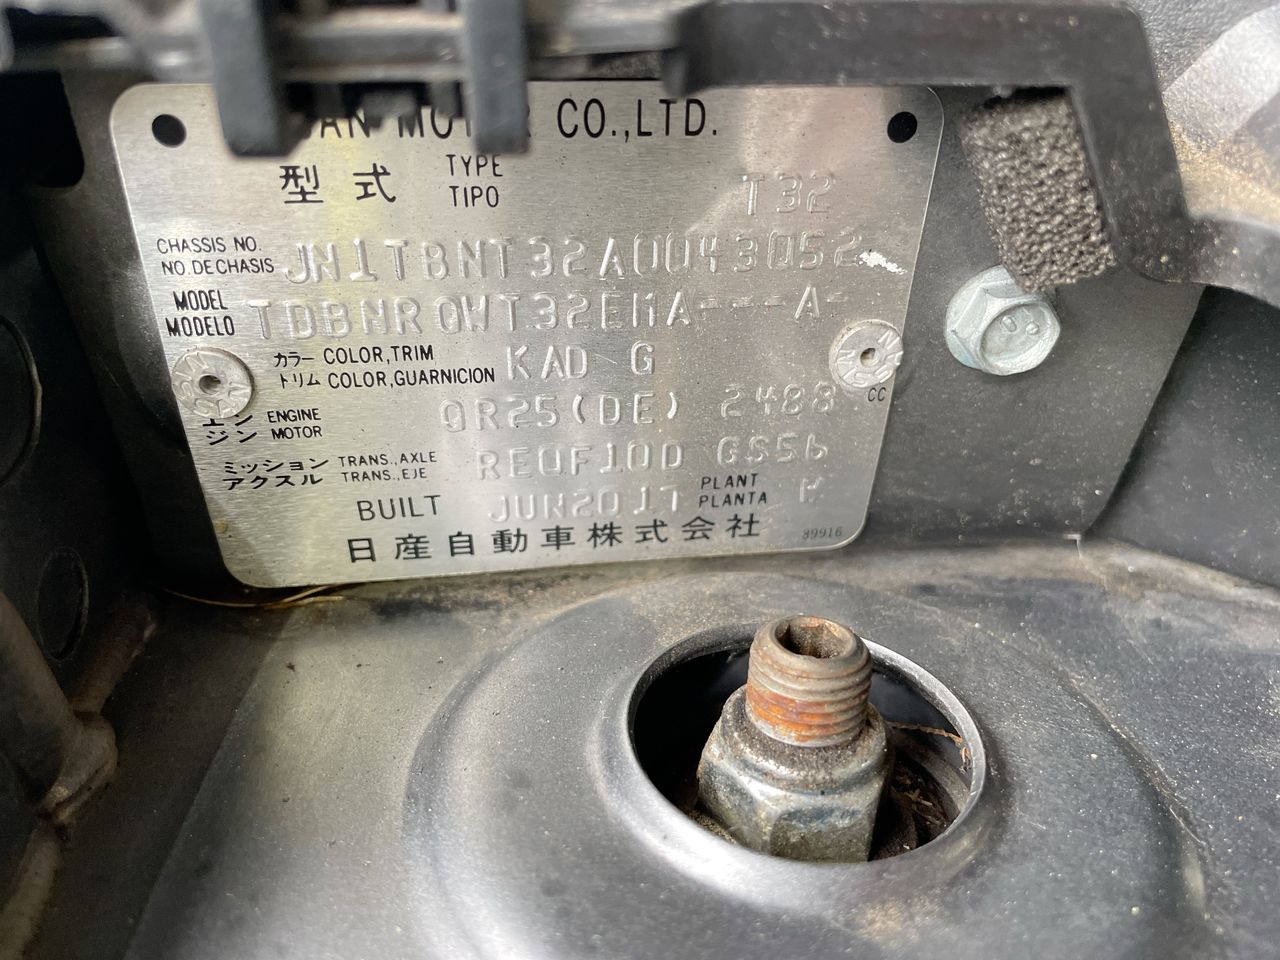 MOTOR CO.,LTD.
型式 TYPE TIPO T32
CHASSIS NO. NO.DECHASIS JN1TBNT32A0043052
MODEL MODELO TDBNRQWT32EMA---A-
カラー COLOR,TRIM トリム COLOR,GUARNICION KAD G
エン ENGINE ジン MOTOR QR25(DE) 2488 CC
ミッション TRANS.,AXLE アクスル TRANS.,EJE RE0F10D GS56
BUILT JUN2017 PLANT PLANTA K
日産自動車株式会社 89916